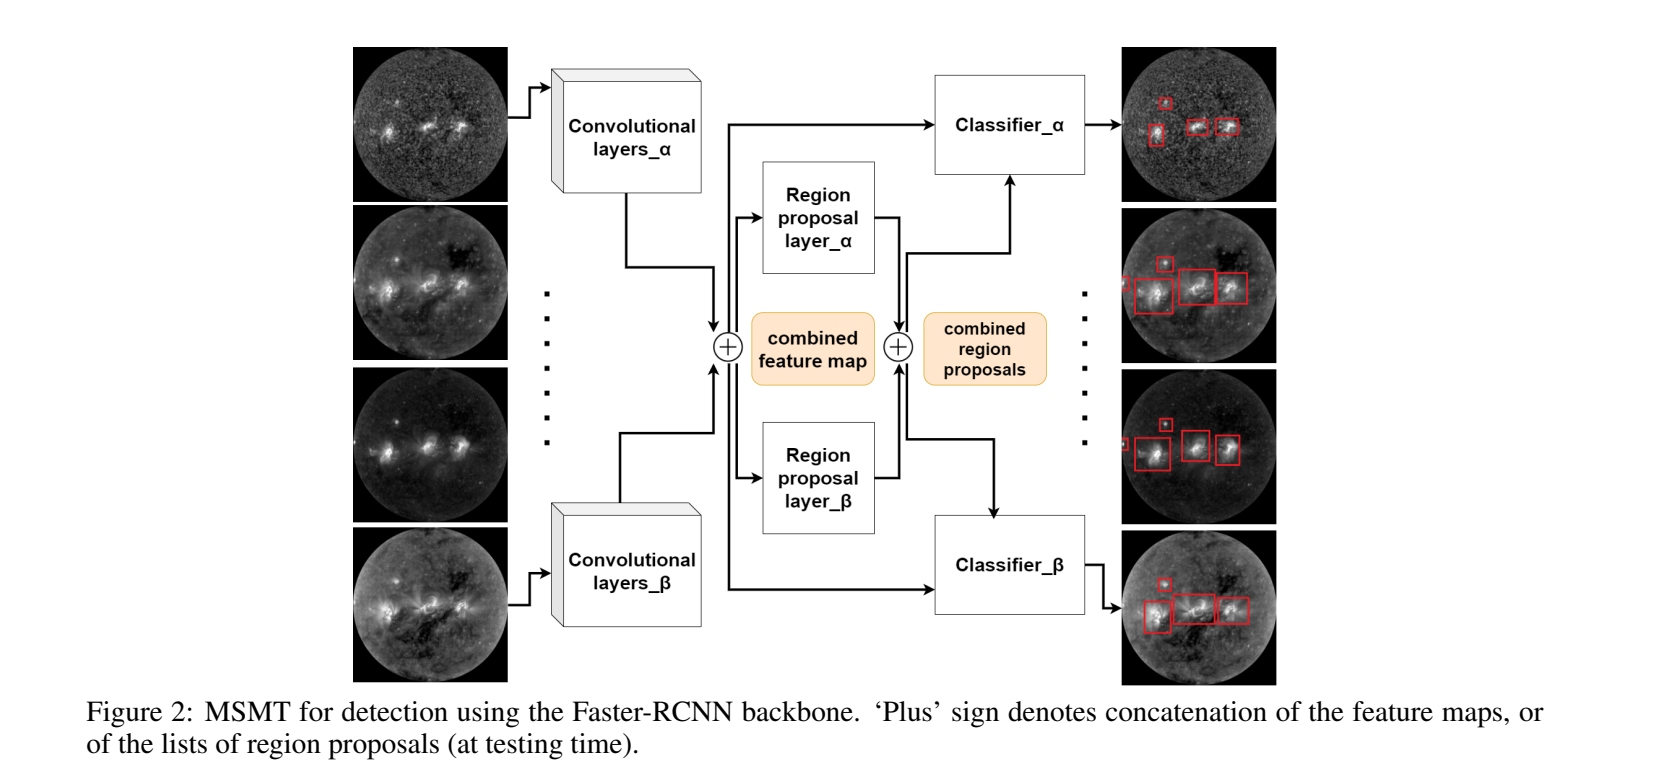 Convolutional
layers_α
Classifier_α
Region
proposal
layer_α
combined
feature map
combined
region
proposals
Region
proposal
layer_β
Convolutional
layers_β
Classifier_β
Figure 2: MSMT for detection using the Faster-RCNN backbone. ‘Plus’ sign denotes concatenation of the feature maps, or
of the lists of region proposals (at testing time).